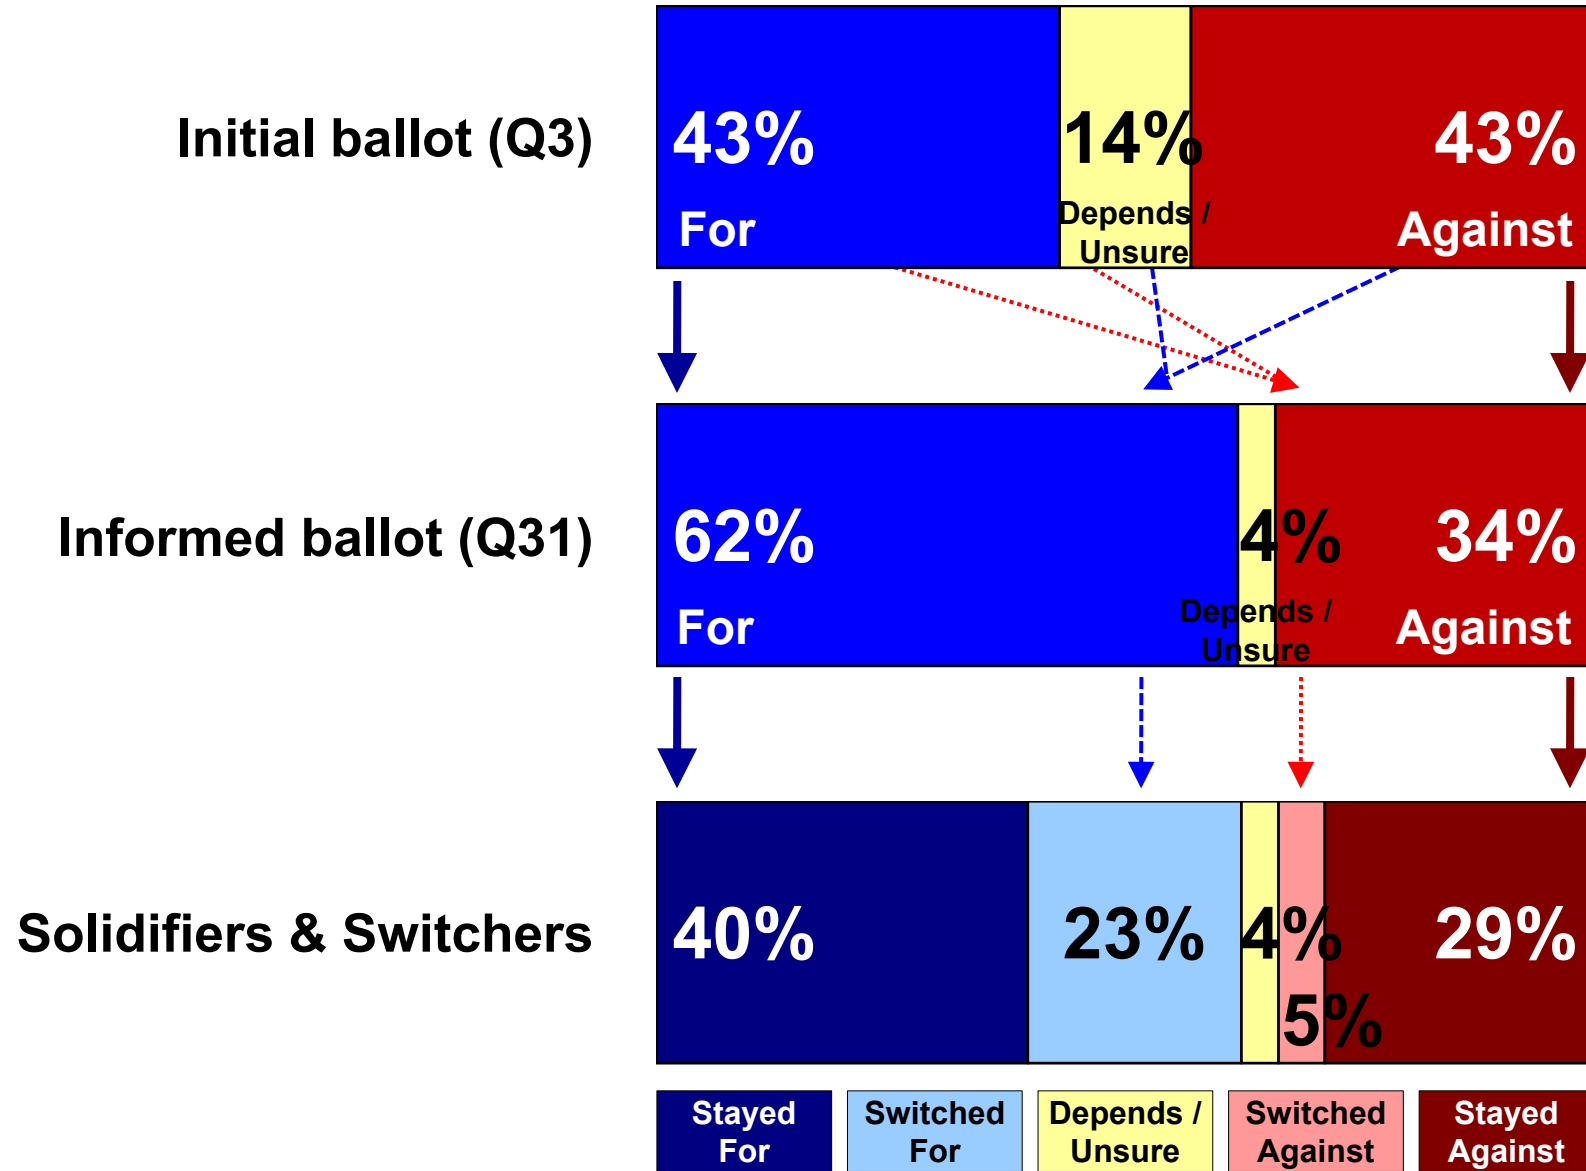 Initial ballot (Q3)
43%
14%
43%
For
Depends /
Unsure
Against
Informed ballot (Q31)
62%
4%
34%
For
Depends /
Unsure
Against
Solidifiers & Switchers
40%
23%
4%
5%
29%
Stayed
For
Switched
For
Depends /
Unsure
Switched
Against
Stayed
Against